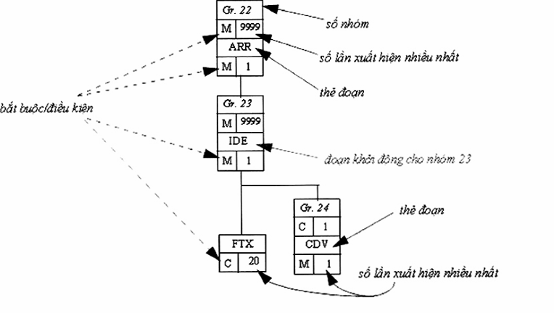 Gr. 22
số nhóm
M 9999
số lần xuất hiện nhiều nhất
ARR
M 1
thẻ đoạn
bắt buôc/điều kiện
Gr. 23
M 9999
IDE
M 1
đoạn khởi động cho nhóm 23
Gr. 24
thẻ đoạn
C 1
FTX
CDV
C 20
M 1
số lần xuất hiện nhiều nhất